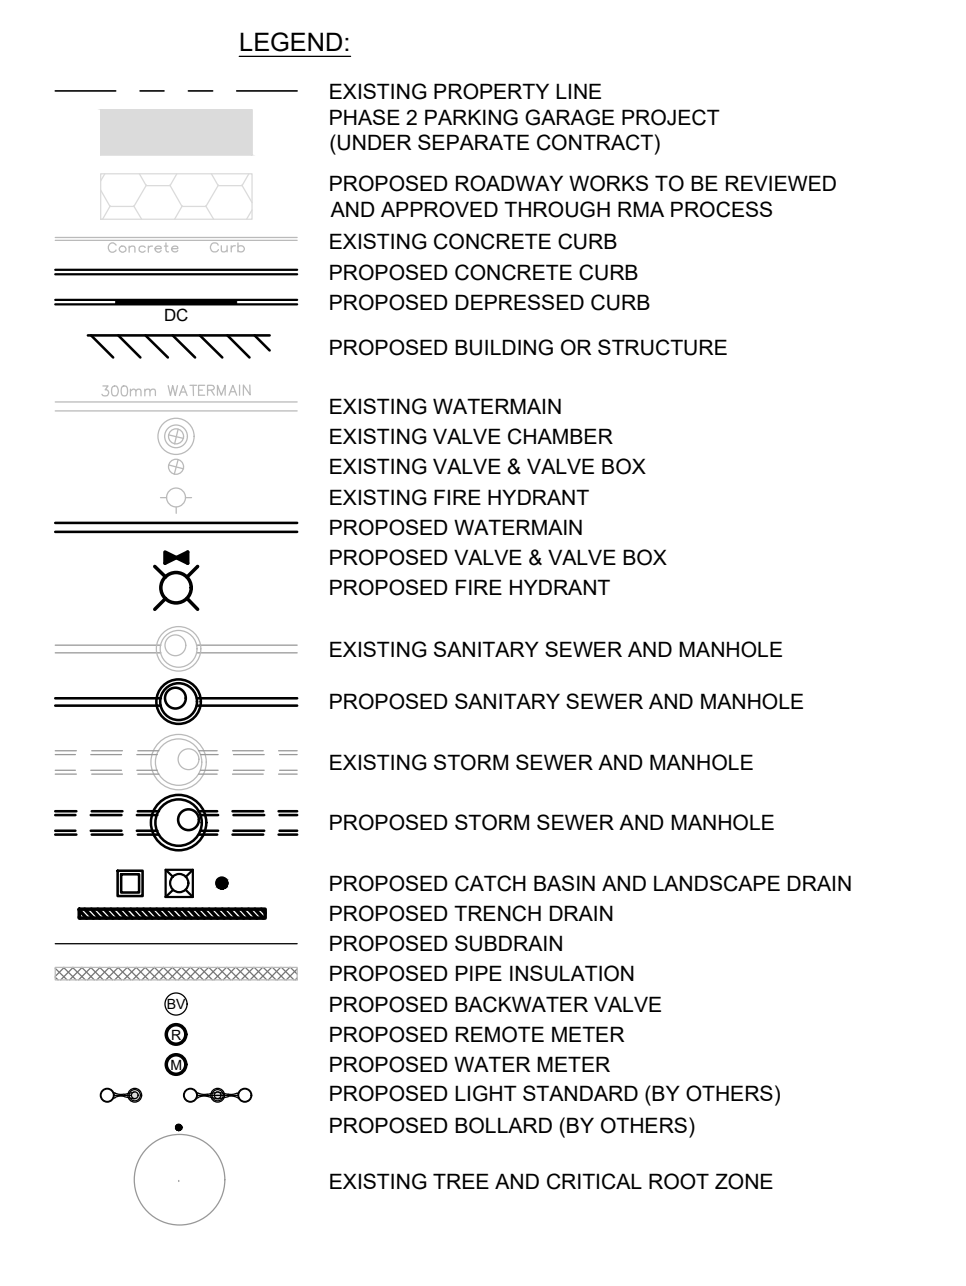 LEGEND:
EXISTING PROPERTY LINE
PHASE 2 PARKING GARAGE PROJECT
(UNDER SEPARATE CONTRACT)
PROPOSED ROADWAY WORKS TO BE REVIEWED
AND APPROVED THROUGH RMA PROCESS
Concrete Curb EXISTING CONCRETE CURB
PROPOSED CONCRETE CURB
PROPOSED DEPRESSED CURB
DC
PROPOSED BUILDING OR STRUCTURE
300mm WATERMAIN
EXISTING WATERMAIN
EXISTING VALVE CHAMBER
EXISTING VALVE & VALVE BOX
EXISTING FIRE HYDRANT
PROPOSED WATERMAIN
PROPOSED VALVE & VALVE BOX
PROPOSED FIRE HYDRANT
EXISTING SANITARY SEWER AND MANHOLE
PROPOSED SANITARY SEWER AND MANHOLE
EXISTING STORM SEWER AND MANHOLE
PROPOSED STORM SEWER AND MANHOLE
PROPOSED CATCH BASIN AND LANDSCAPE DRAIN
PROPOSED TRENCH DRAIN
PROPOSED SUBDRAIN
PROPOSED PIPE INSULATION
BV PROPOSED BACKWATER VALVE
R PROPOSED REMOTE METER
M PROPOSED WATER METER
PROPOSED LIGHT STANDARD (BY OTHERS)
PROPOSED BOLLARD (BY OTHERS)
EXISTING TREE AND CRITICAL ROOT ZONE